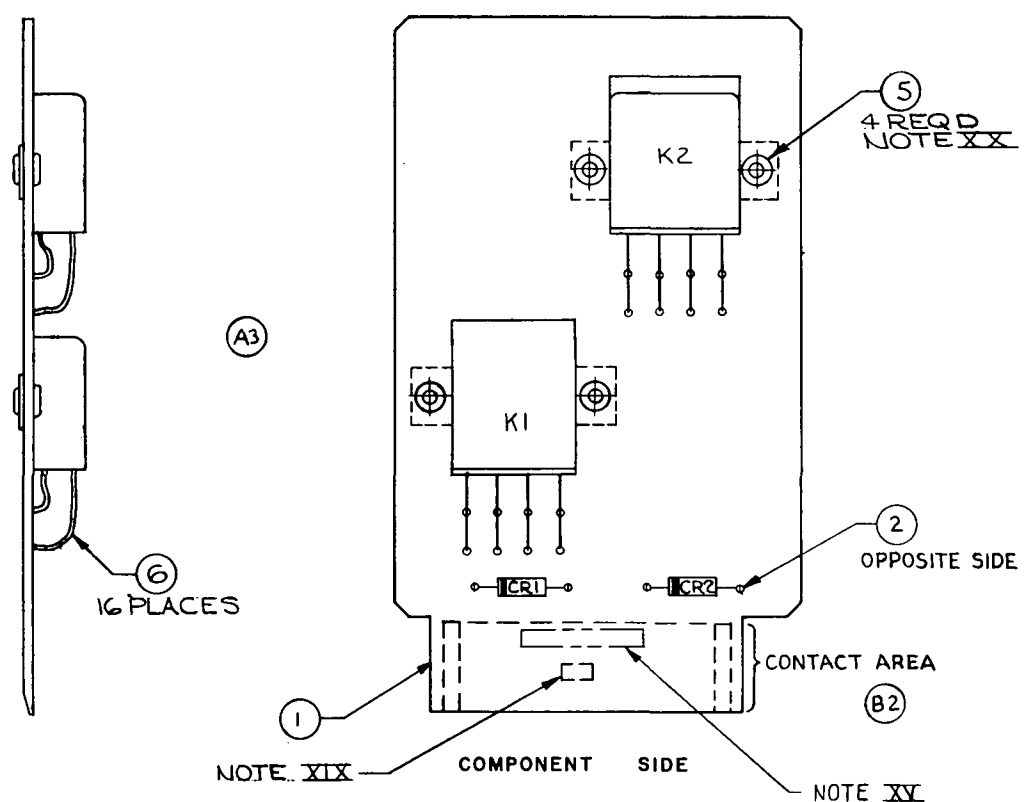 5
4 REQD
NOTE XX
K2
A3
K1
2
OPPOSITE SIDE
6
16 PLACES
CR1
CR2
CONTACT AREA
1
B2
NOTE XIX
COMPONENT SIDE
NOTE XV